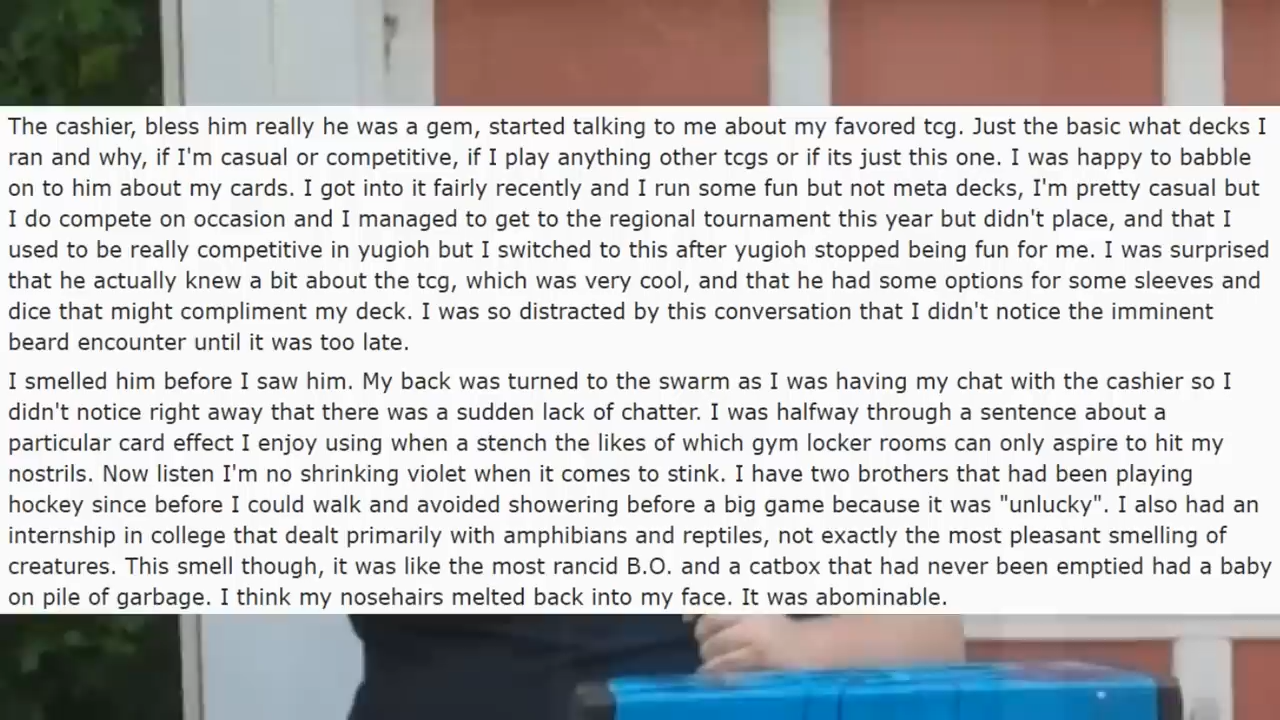 The cashier, bless him really he was a gem, started talking to me about my favored tcg. Just the basic what decks I
ran and why, if I'm casual or competitive, if I play anything other tcgs or if its just this one. I was happy to babble
on to him about my cards. I got into it fairly recently and I run some fun but not meta decks, I'm pretty casual but
I do compete on occasion and I managed to get to the regional tournament this year but didn't place, and that I
used to be really competitive in yugioh but I switched to this after yugioh stopped being fun for me. I was surprised
that he actually knew a bit about the tcg, which was very cool, and that he had some options for some sleeves and
dice that might compliment my deck. I was so distracted by this conversation that I didn't notice the imminent
beard encounter until it was too late.
I smelled him before I saw him. My back was turned to the swarm as I was having my chat with the cashier so I
didn't notice right away that there was a sudden lack of chatter. I was halfway through a sentence about a
particular card effect I enjoy using when a stench the likes of which gym locker rooms can only aspire to hit my
nostrils. Now listen I'm no shrinking violet when it comes to stink. I have two brothers that had been playing
hockey since before I could walk and avoided showering before a big game because it was "unlucky". I also had an
internship in college that dealt primarily with amphibians and reptiles, not exactly the most pleasant smelling of
creatures. This smell though, it was like the most rancid B.O. and a catbox that had never been emptied had a baby
on pile of garbage. I think my nosehairs melted back into my face. It was abominable.